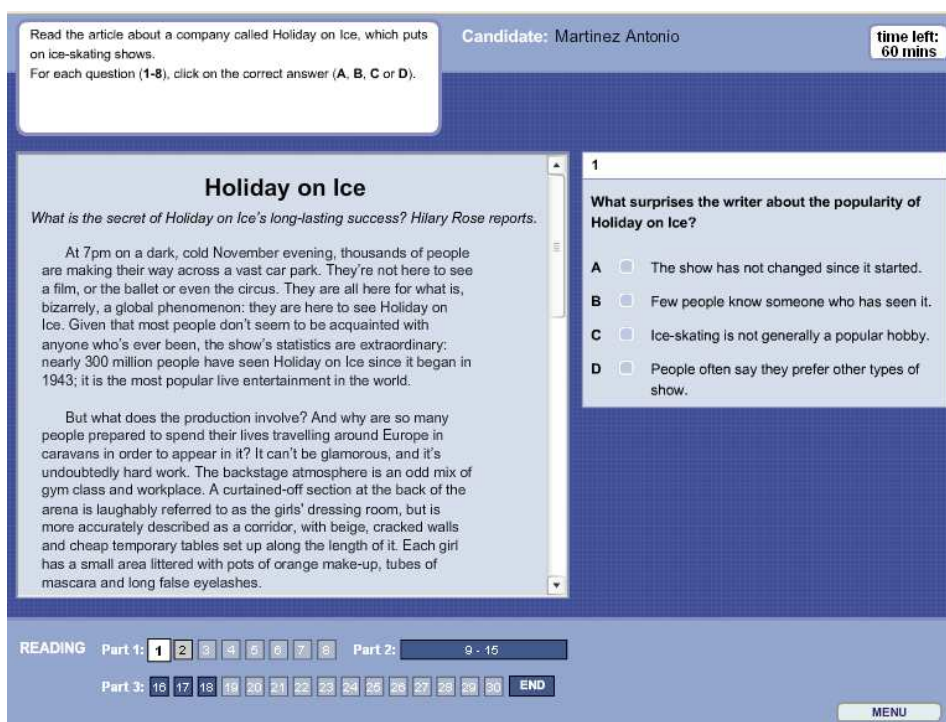 Read the article about a company called Holiday on Ice, which puts
on ice-skating shows.
For each question (1-8), click on the correct answer (A, B, C or D).
Candidate: Martinez Antonio
time left:
60 mins
Holiday on Ice
What is the secret of Holiday on Ice's long-lasting success? Hilary Rose reports.
At 7pm on a dark, cold November evening, thousands of people
are making their way across a vast car park. They're not here to see
a film, or the ballet or even the circus. They are all here for what is,
bizarrely, a global phenomenon: they are here to see Holiday on
Ice. Given that most people don't seem to be acquainted with
anyone who's ever been, the show's statistics are extraordinary:
nearly 300 million people have seen Holiday on Ice since it began in
1943; it is the most popular live entertainment in the world.
But what does the production involve? And why are so many
people prepared to spend their lives travelling around Europe in
caravans in order to appear in it? It can't be glamorous, and it's
undoubtedly hard work. The backstage atmosphere is an odd mix of
gym class and workplace. A curtained-off section at the back of the
arena is laughably referred to as the girls' dressing room, but is
more accurately described as a corridor, with beige, cracked walls
and cheap temporary tables set up along the length of it. Each girl
has a small area littered with pots of orange make-up, tubes of
mascara and long false eyelashes.
1
What surprises the writer about the popularity of
Holiday on Ice?
A The show has not changed since it started.
B Few people know someone who has seen it.
C Ice-skating is not generally a popular hobby.
D People often say they prefer other types of
show.
READING Part 1: 1 2 3 4 5 6 7 8 Part 2: 9 - 15
Part 3: 16 17 18 19 20 21 22 23 24 25 26 27 28 29 30 END
MENU